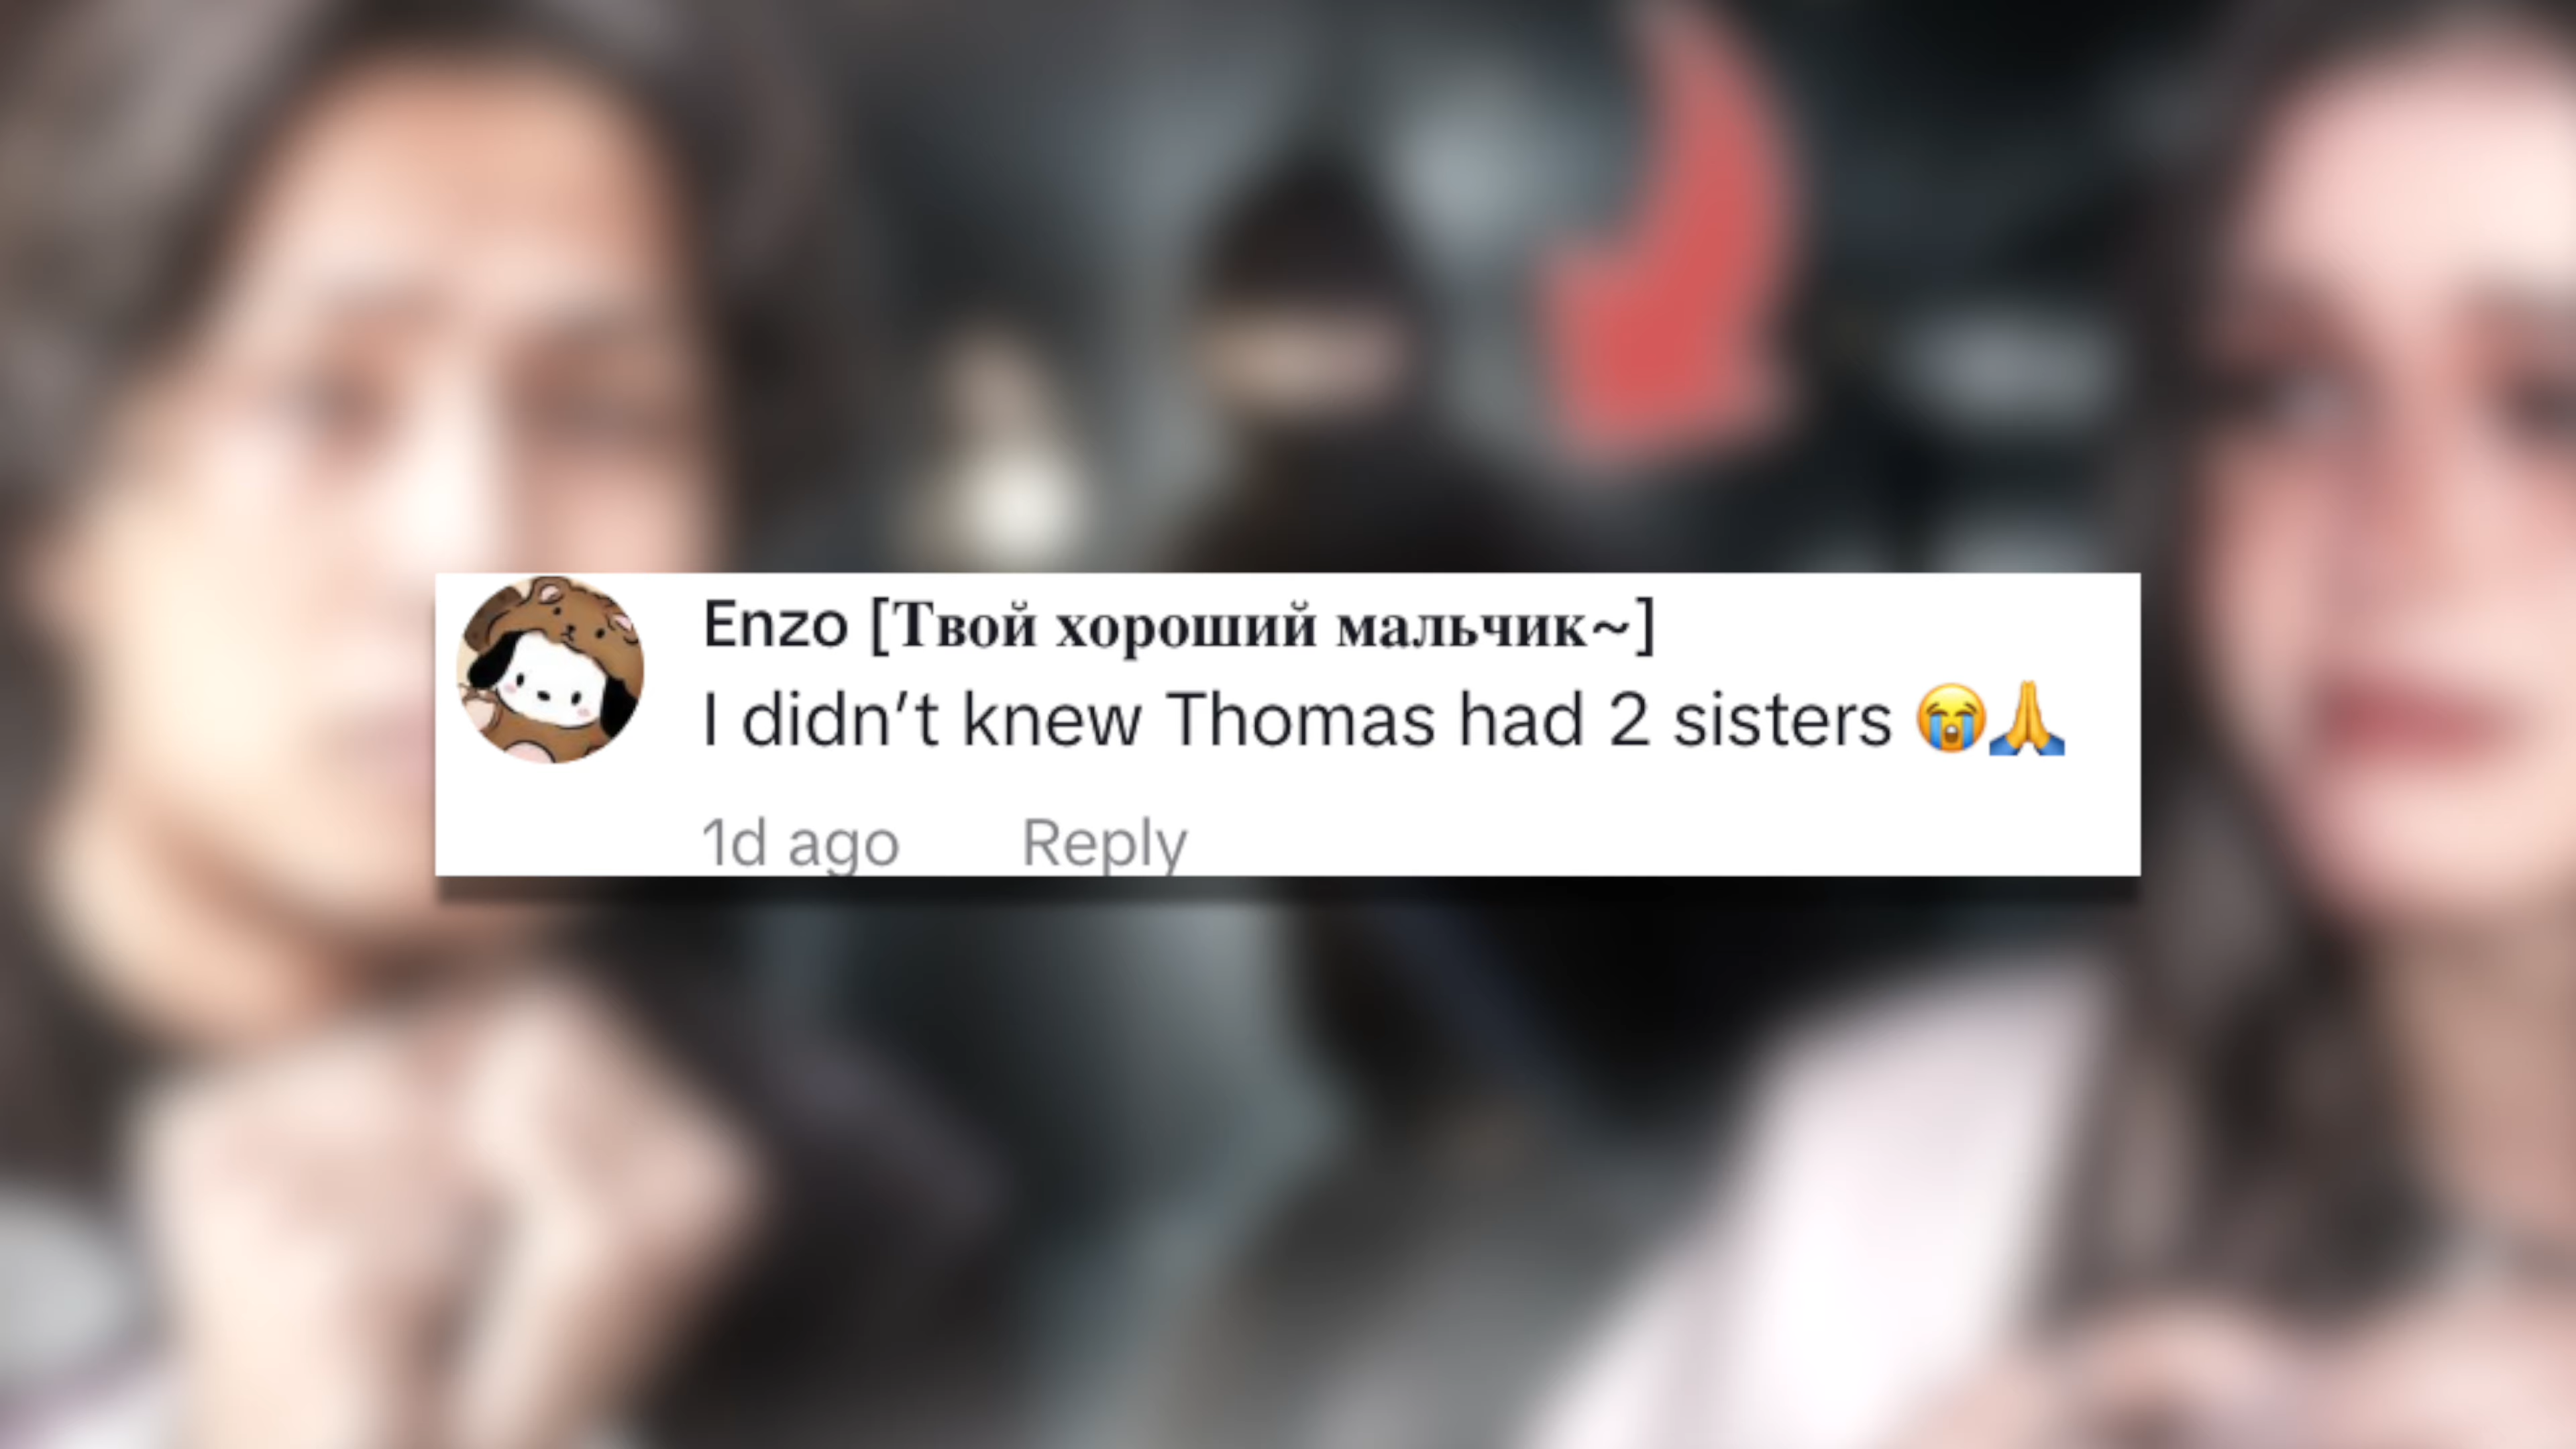 Enzo [Твой хороший мальчик~]
I didn’t knew Thomas had 2 sisters 😭🙏
1d ago Reply